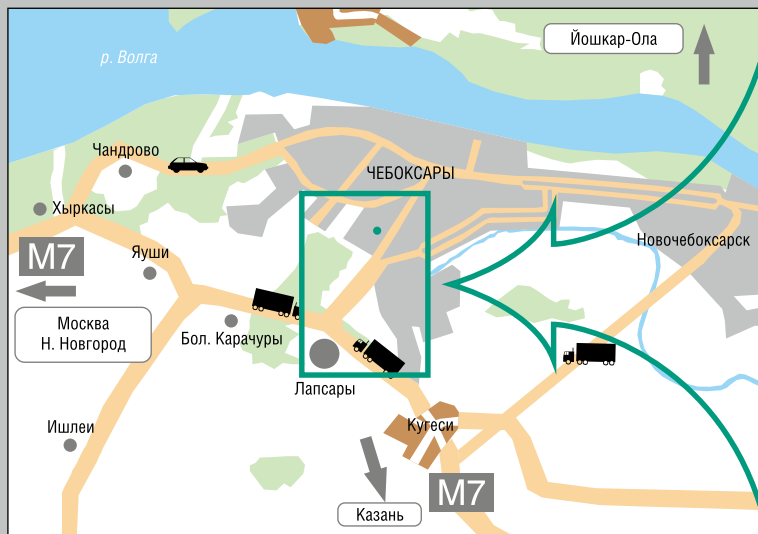 Йошкар-Ола
р. Волга
Чандрово
ЧЕБОКСАРЫ
Хыркасы
М7
Яуши
Новочебоксарск
Москва
Н. Новгород
Бол. Карачуры
Лапсары
Ишлеи
Кугеси
М7
Казань